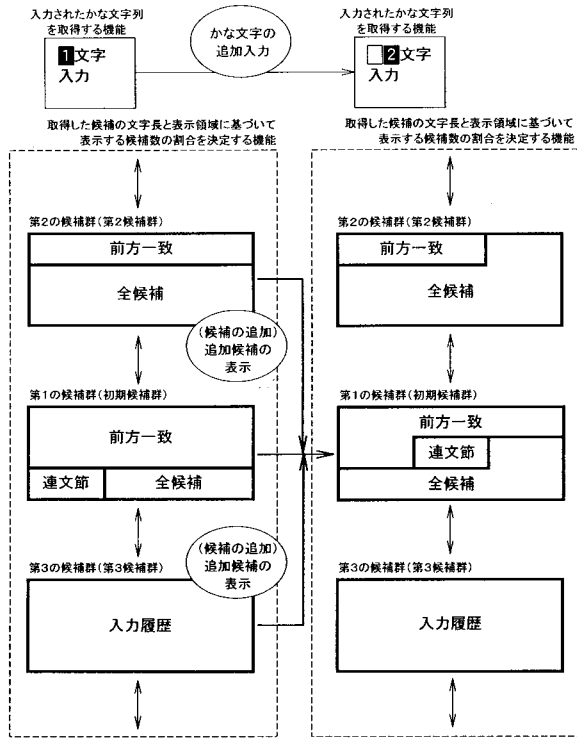 入力されたかな文字列
を取得する機能
1文字
入力
かな文字の
追加入力
入力されたかな文字列
を取得する機能
2文字
入力
取得した候補の文字長と表示領域に基づいて
表示する候補数の割合を決定する機能
第2の候補群(第2候補群)
前方一致
全候補
(候補の追加)
追加候補の
表示
第1の候補群(初期候補群)
前方一致
連文節
全候補
(候補の追加)
追加候補の
表示
第3の候補群(第3候補群)
入力履歴
取得した候補の文字長と表示領域に基づいて
表示する候補数の割合を決定する機能
第2の候補群(第2候補群)
前方一致
全候補
第1の候補群(初期候補群)
前方一致
連文節
全候補
第3の候補群(第3候補群)
入力履歴